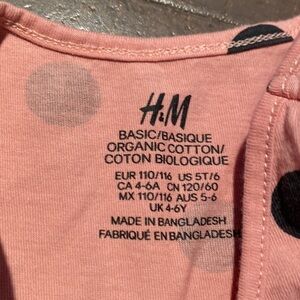 H&M
BASIC/BASIQUE
ORGANIC COTTON/
COTON BIOLOGIQUE
EUR 110/116 US 5T/6
CA 4-6A CN 120/60
MX 110/116 AUS 5-6
UK 4-6Y
MADE IN BANGLADESH
FABRIQUÉ EN BANGLADESH